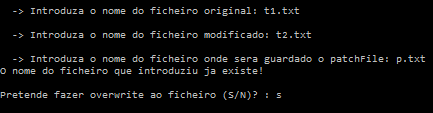 -> Introduza o nome do ficheiro original: t1.txt
-> Introduza o nome do ficheiro modificado: t2.txt
-> Introduza o nome do ficheiro onde sera guardado o patchFile: p.txt
O nome do ficheiro que introduziu ja existe!
Pretende fazer overwrite ao ficheiro (S/N)? : s